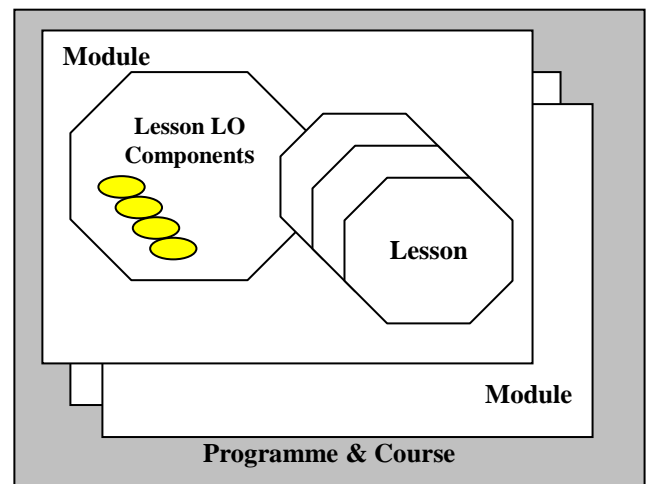 Module
Lesson LO
Components
Lesson
Module
Programme & Course